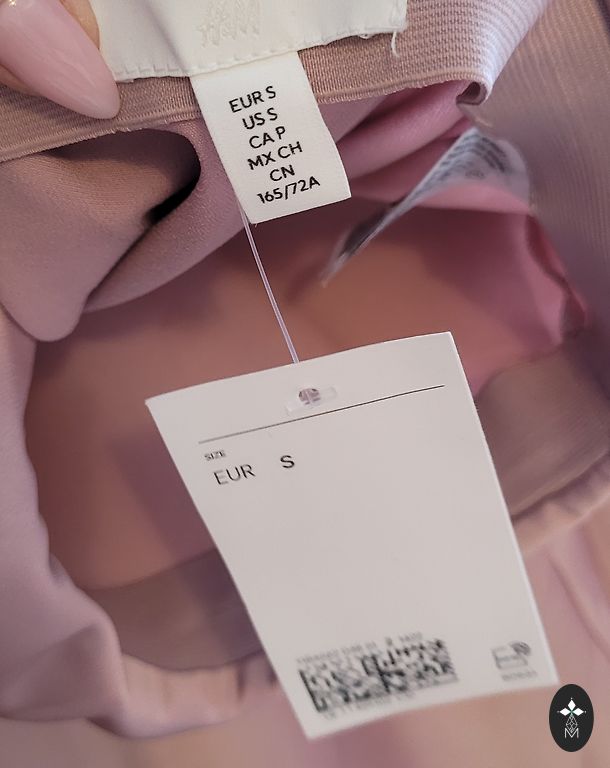 H&M
EUR S
US S
CA P
MX CH
CN
165/72A
SIZE
EUR S
M